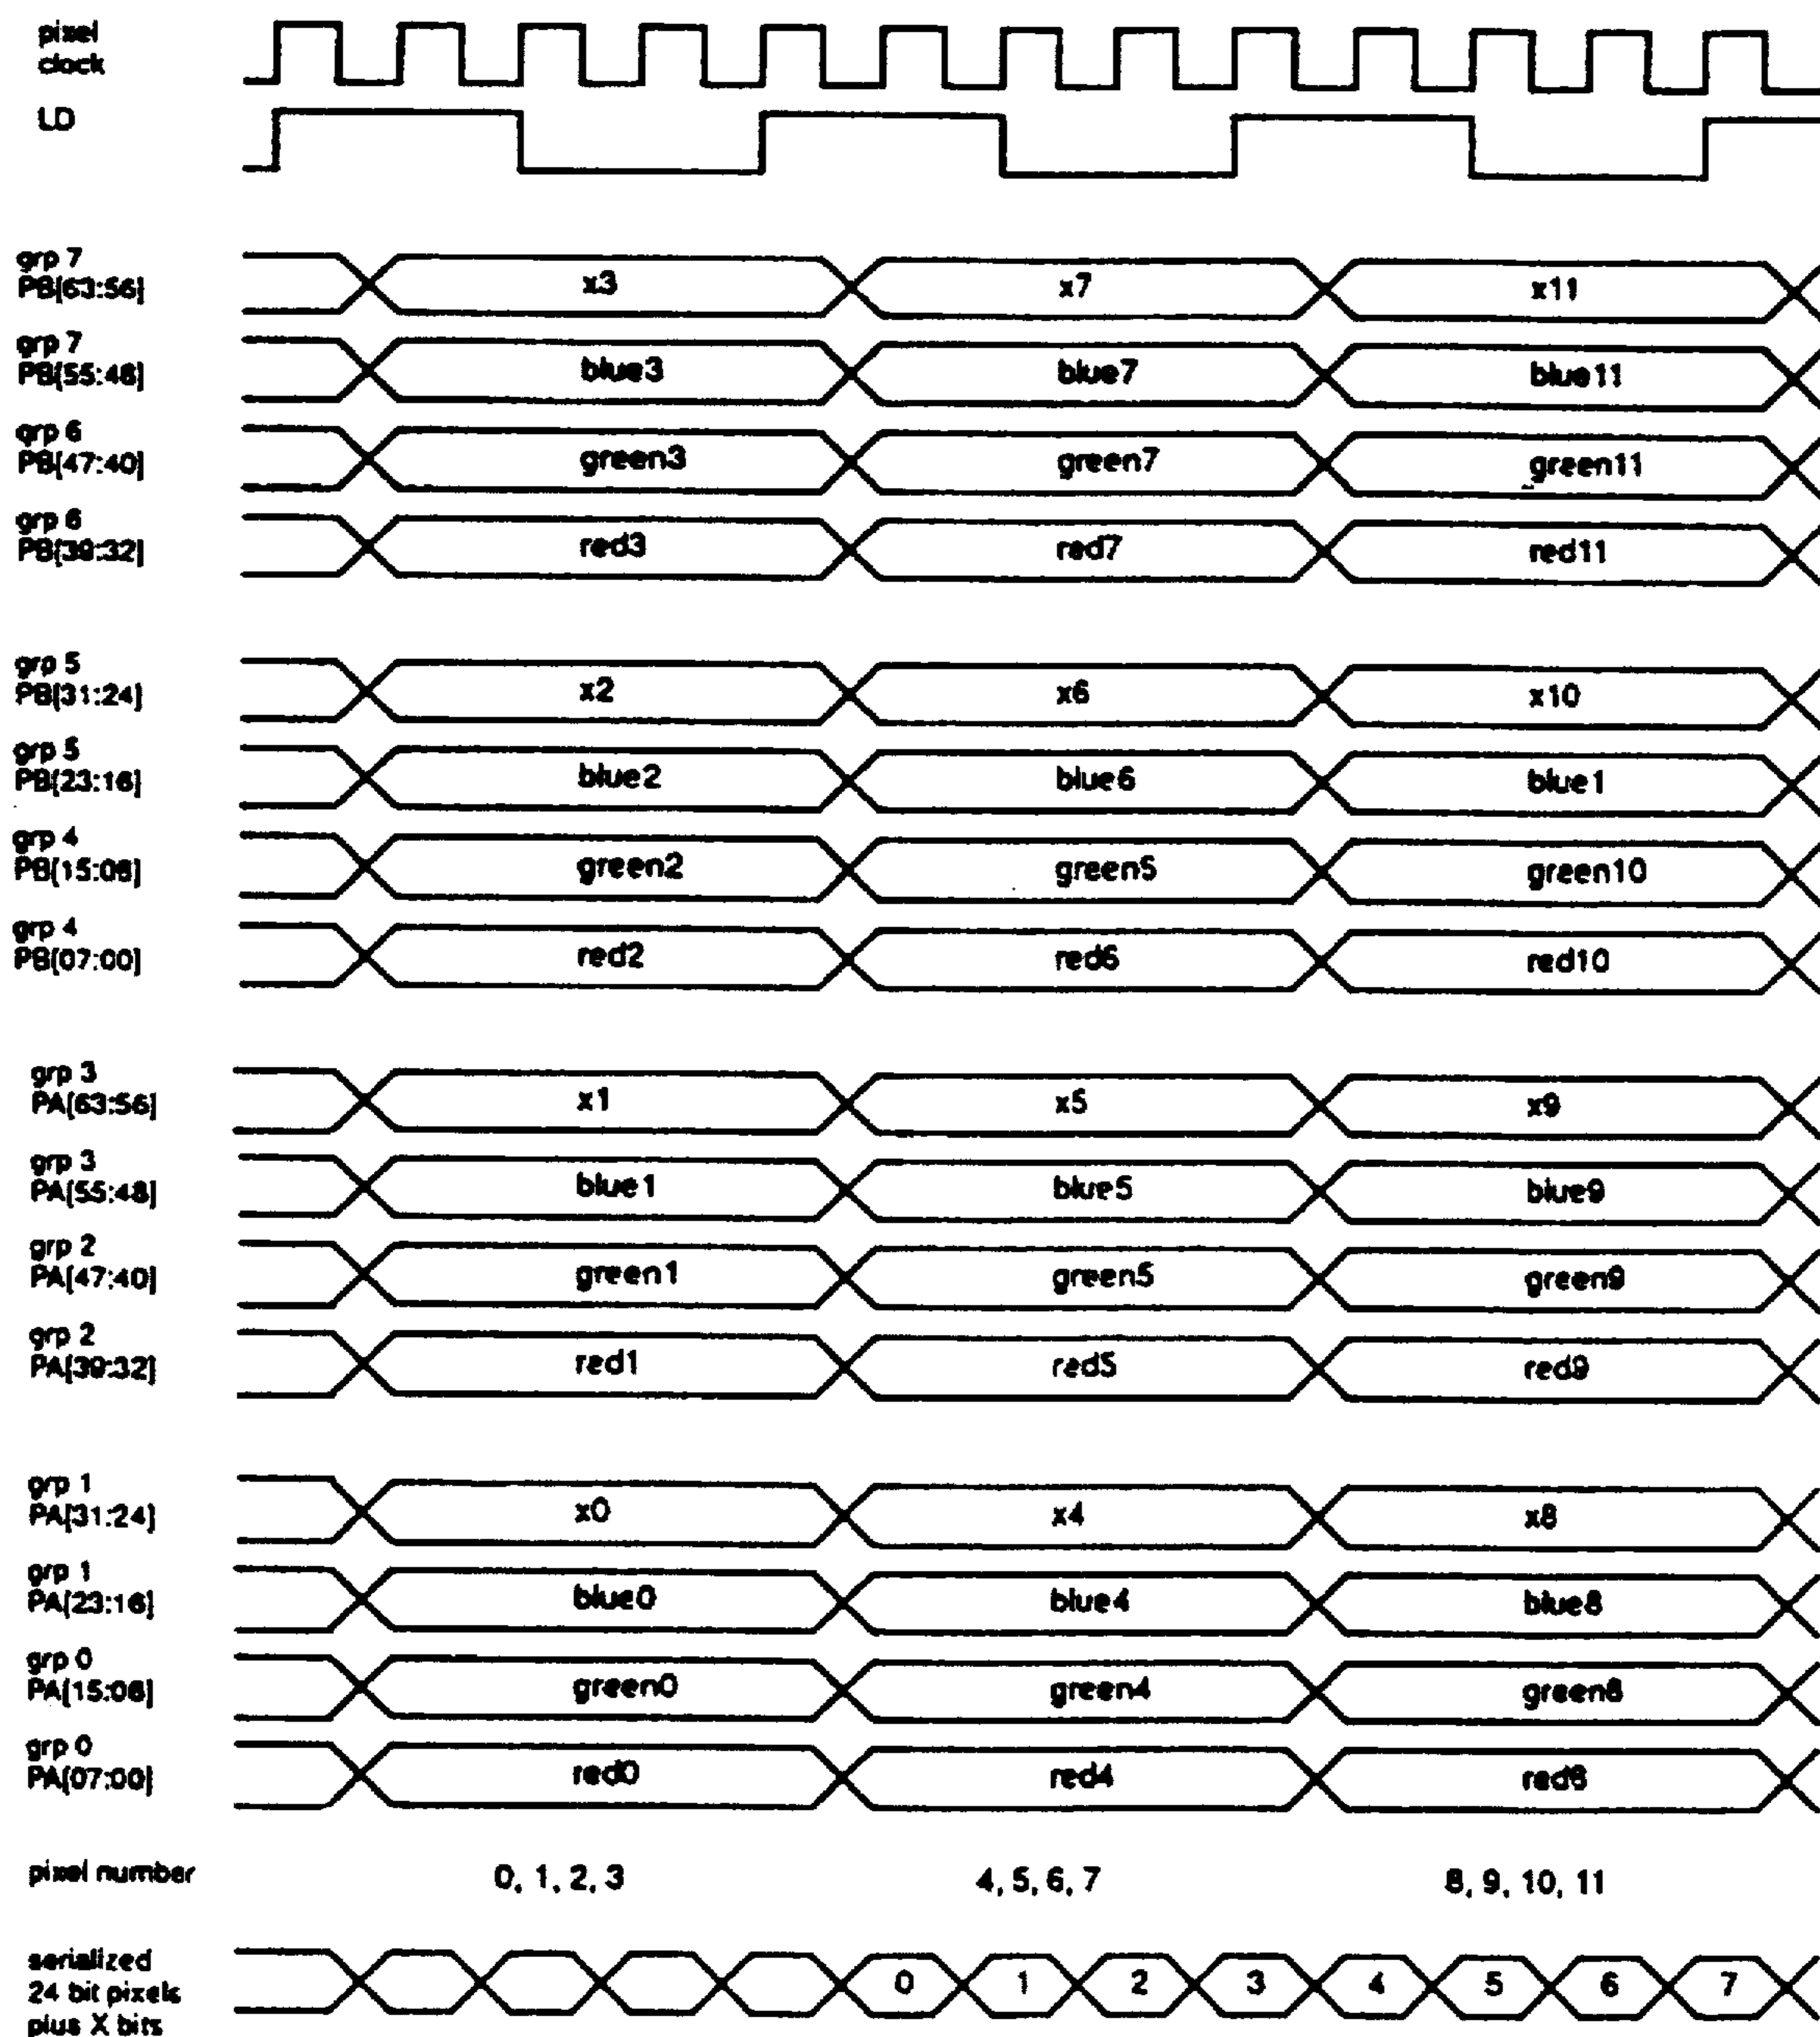 pixel
clock
LD
grp 7
PB[63:56]
x3 x7 x11
grp 7
PB[55:48]
blue3 blue7 blue11
grp 6
PB[47:40]
green3 green7 green11
grp 6
PB[39:32]
red3 red7 red11
grp 5
PB[31:24]
x2 x6 x10
grp 5
PB[23:16]
blue2 blue6 blue1
grp 4
PB[15:08]
green2 green5 green10
grp 4
PB[07:00]
red2 red6 red10
grp 3
PA[63:56]
x1 x5 x9
grp 3
PA[55:48]
blue1 blue5 blue9
grp 2
PA[47:40]
green1 green5 green9
grp 2
PA[39:32]
red1 red5 red9
grp 1
PA[31:24]
x0 x4 x8
grp 1
PA[23:16]
blue0 blue4 blue8
grp 0
PA[15:08]
green0 green4 green8
grp 0
PA[07:00]
red0 red4 red8
pixel number 0, 1, 2, 3 4, 5, 6, 7 8, 9, 10, 11
serialized
24 bit pixels 0 1 2 3 4 5 6 7
plus X bits